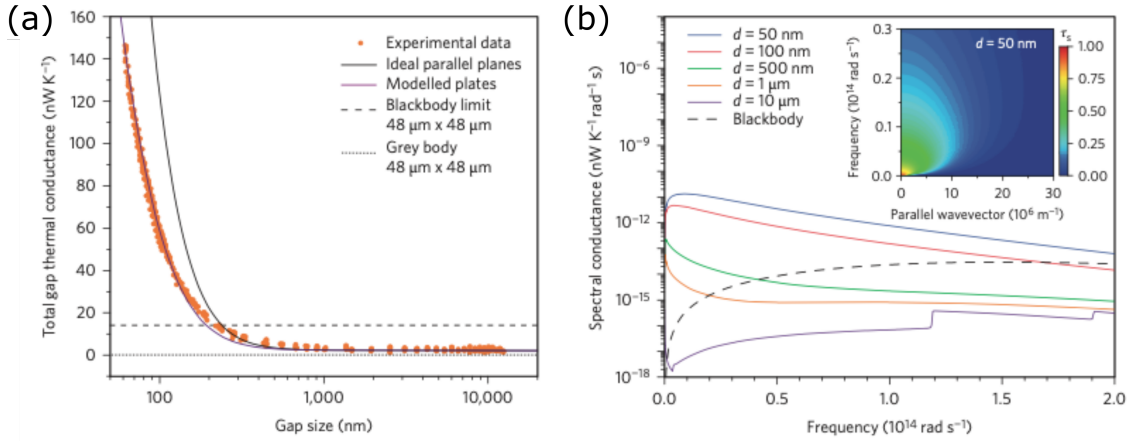 (a)
160
140
120
100
80
60
40
20
0
Total gap thermal conductance (nW K⁻¹)
100
1,000
10,000
Gap size (nm)
Experimental data
Ideal parallel planes
Modelled plates
Blackbody limit
48 μm x 48 μm
Grey body
48 μm x 48 μm
(b)
10⁻⁶
10⁻⁹
10⁻¹²
10⁻¹⁵
10⁻¹⁸
Spectral conductance (nW K⁻¹ rad⁻¹ s)
0.0
0.5
1.0
1.5
2.0
Frequency (10¹⁴ rad s⁻¹)
d = 50 nm
d = 100 nm
d = 500 nm
d = 1 μm
d = 10 μm
Blackbody
0.3
0.2
0.1
0.0
Frequency (10¹⁴ rad s⁻¹)
d = 50 nm
0
10
20
30
Parallel wavevector (10⁶ m⁻¹)
τs
1.00
0.75
0.50
0.25
0.00